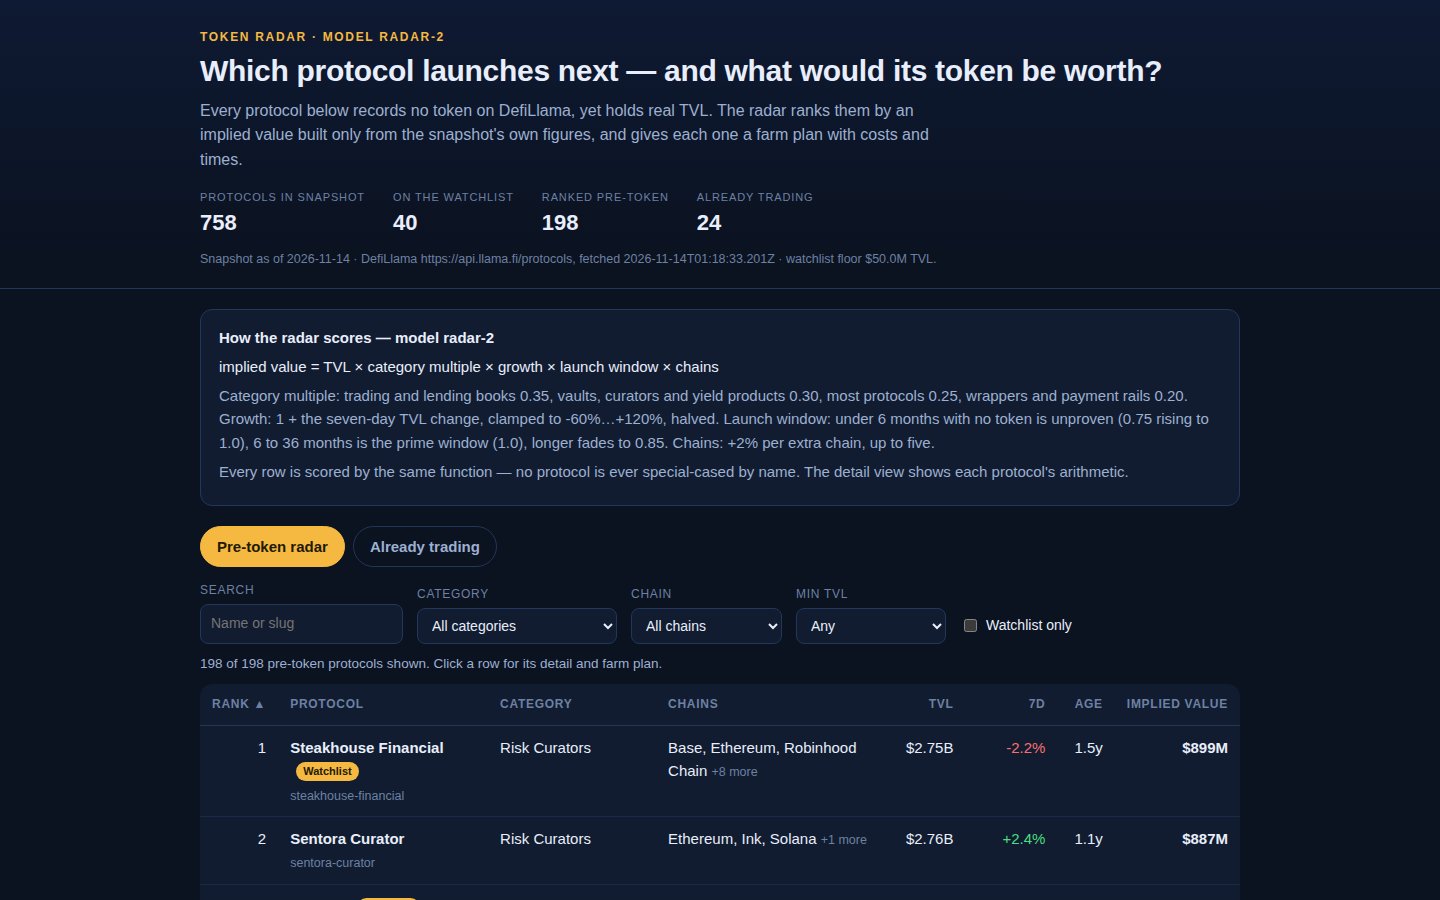 TOKEN RADAR · MODEL RADAR-2
Which protocol launches next — and what would its token be worth?
Every protocol below records no token on DefiLlama, yet holds real TVL. The radar ranks them by an
implied value built only from the snapshot's own figures, and gives each one a farm plan with costs and
times.
PROTOCOLS IN SNAPSHOT ON THE WATCHLIST RANKED PRE-TOKEN ALREADY TRADING
758 40 198 24
Snapshot as of 2026-11-14 · DefiLlama https://api.llama.fi/protocols, fetched 2026-11-14T01:18:33.201Z · watchlist floor $50.0M TVL.
How the radar scores — model radar-2
implied value = TVL × category multiple × growth × launch window × chains
Category multiple: trading and lending books 0.35, vaults, curators and yield products 0.30, most protocols 0.25, wrappers and payment rails 0.20.
Growth: 1 + the seven-day TVL change, clamped to -60%…+120%, halved. Launch window: under 6 months with no token is unproven (0.75 rising to
1.0), 6 to 36 months is the prime window (1.0), longer fades to 0.85. Chains: +2% per extra chain, up to five.
Every row is scored by the same function — no protocol is ever special-cased by name. The detail view shows each protocol's arithmetic.
Pre-token radar Already trading
SEARCH CATEGORY CHAIN MIN TVL
Name or slug All categories All chains Any Watchlist only
198 of 198 pre-token protocols shown. Click a row for its detail and farm plan.
RANK ▲ PROTOCOL CATEGORY CHAINS TVL 7D AGE IMPLIED VALUE
1 Steakhouse Financial Risk Curators Base, Ethereum, Robinhood $2.75B -2.2% 1.5y $899M
Watchlist Chain +8 more
steakhouse-financial
2 Sentora Curator Risk Curators Ethereum, Ink, Solana +1 more $2.76B +2.4% 1.1y $887M
sentora-curator